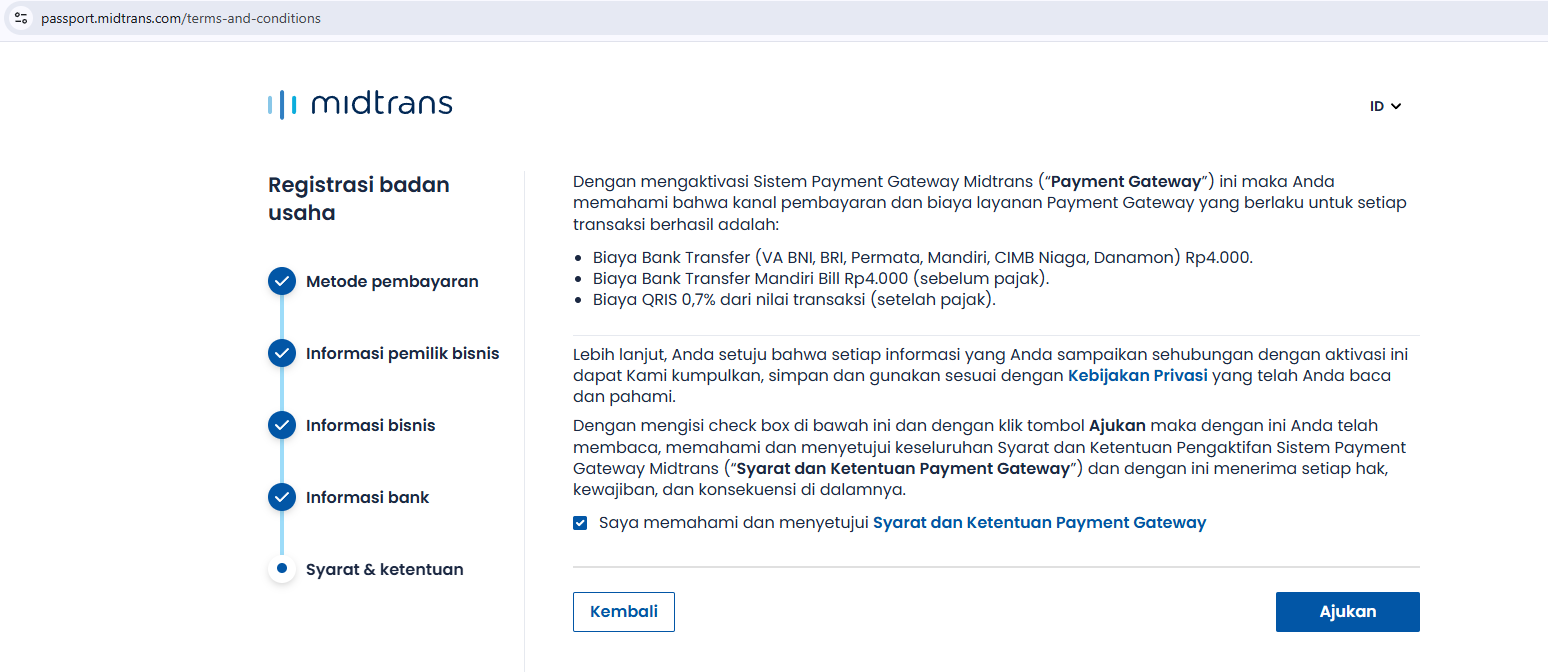 passport.midtrans.com/terms-and-conditions
midtrans
ID
Registrasi badan
usaha
Metode pembayaran
Informasi pemilik bisnis
Informasi bisnis
Informasi bank
Syarat & ketentuan
Dengan mengaktivasi Sistem Payment Gateway Midtrans (“Payment Gateway”) ini maka Anda
memahami bahwa kanal pembayaran dan biaya layanan Payment Gateway yang berlaku untuk setiap
transaksi berhasil adalah:
• Biaya Bank Transfer (VA BNI, BRI, Permata, Mandiri, CIMB Niaga, Danamon) Rp4.000.
• Biaya Bank Transfer Mandiri Bill Rp4.000 (sebelum pajak).
• Biaya QRIS 0,7% dari nilai transaksi (setelah pajak).
Lebih lanjut, Anda setuju bahwa setiap informasi yang Anda sampaikan sehubungan dengan aktivasi ini
dapat Kami kumpulkan, simpan dan gunakan sesuai dengan Kebijakan Privasi yang telah Anda baca
dan pahami.
Dengan mengisi check box di bawah ini dan dengan klik tombol Ajukan maka dengan ini Anda telah
membaca, memahami dan menyetujui keseluruhan Syarat dan Ketentuan Pengaktifan Sistem Payment
Gateway Midtrans (“Syarat dan Ketentuan Payment Gateway”) dan dengan ini menerima setiap hak,
kewajiban, dan konsekuensi di dalamnya.
Saya memahami dan menyetujui Syarat dan Ketentuan Payment Gateway
Kembali
Ajukan